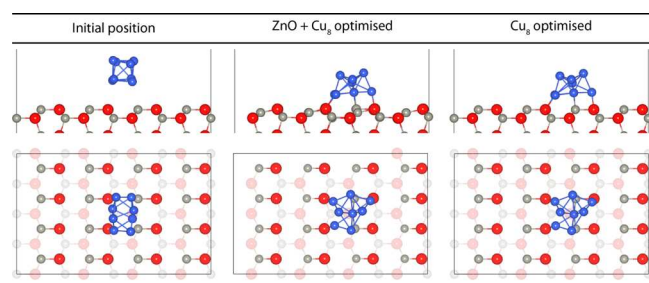 Initial position
ZnO + Cu₈ optimised
Cu₈ optimised